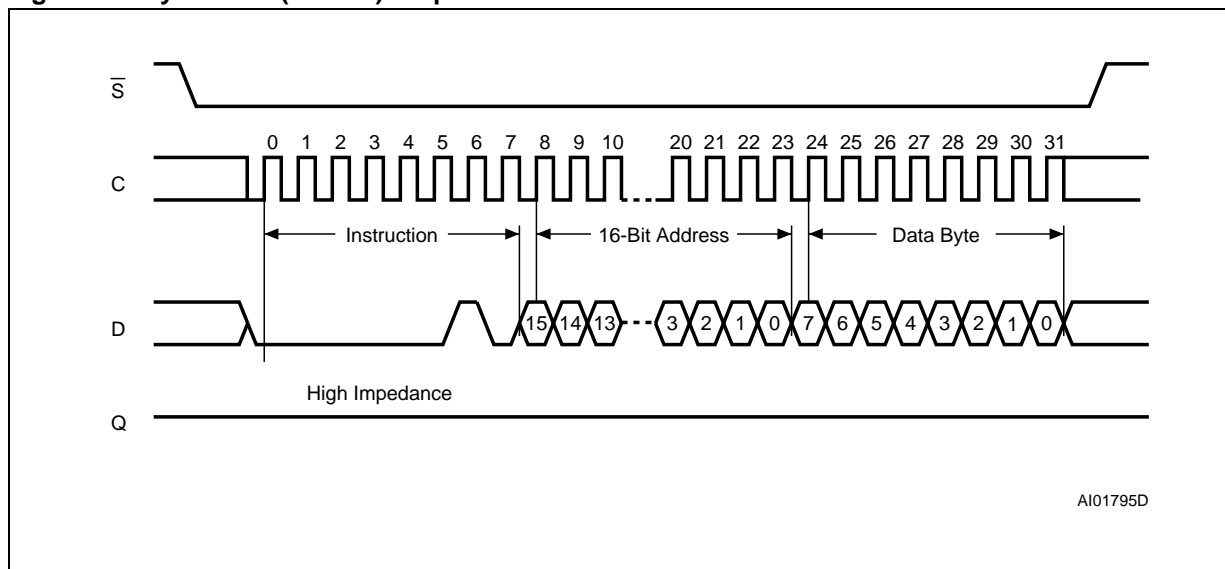 S
0 1 2 3 4 5 6 7 8 9 10 20 21 22 23 24 25 26 27 28 29 30 31
C
Instruction 16-Bit Address Data Byte
D 15 14 13 3 2 1 0 7 6 5 4 3 2 1 0
High Impedance
Q
AI01795D